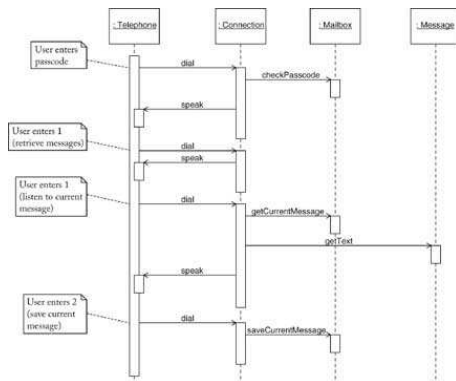 : Telephone
: Connection
: Mailbox
: Message
User enters
passcode
dial
checkPasscode
speak
User enters 1
(retrieve messages)
dial
speak
User enters 1
(listen to current
message)
dial
getCurrentMessage
getText
speak
User enters 2
(save current
message)
dial
saveCurrentMessage